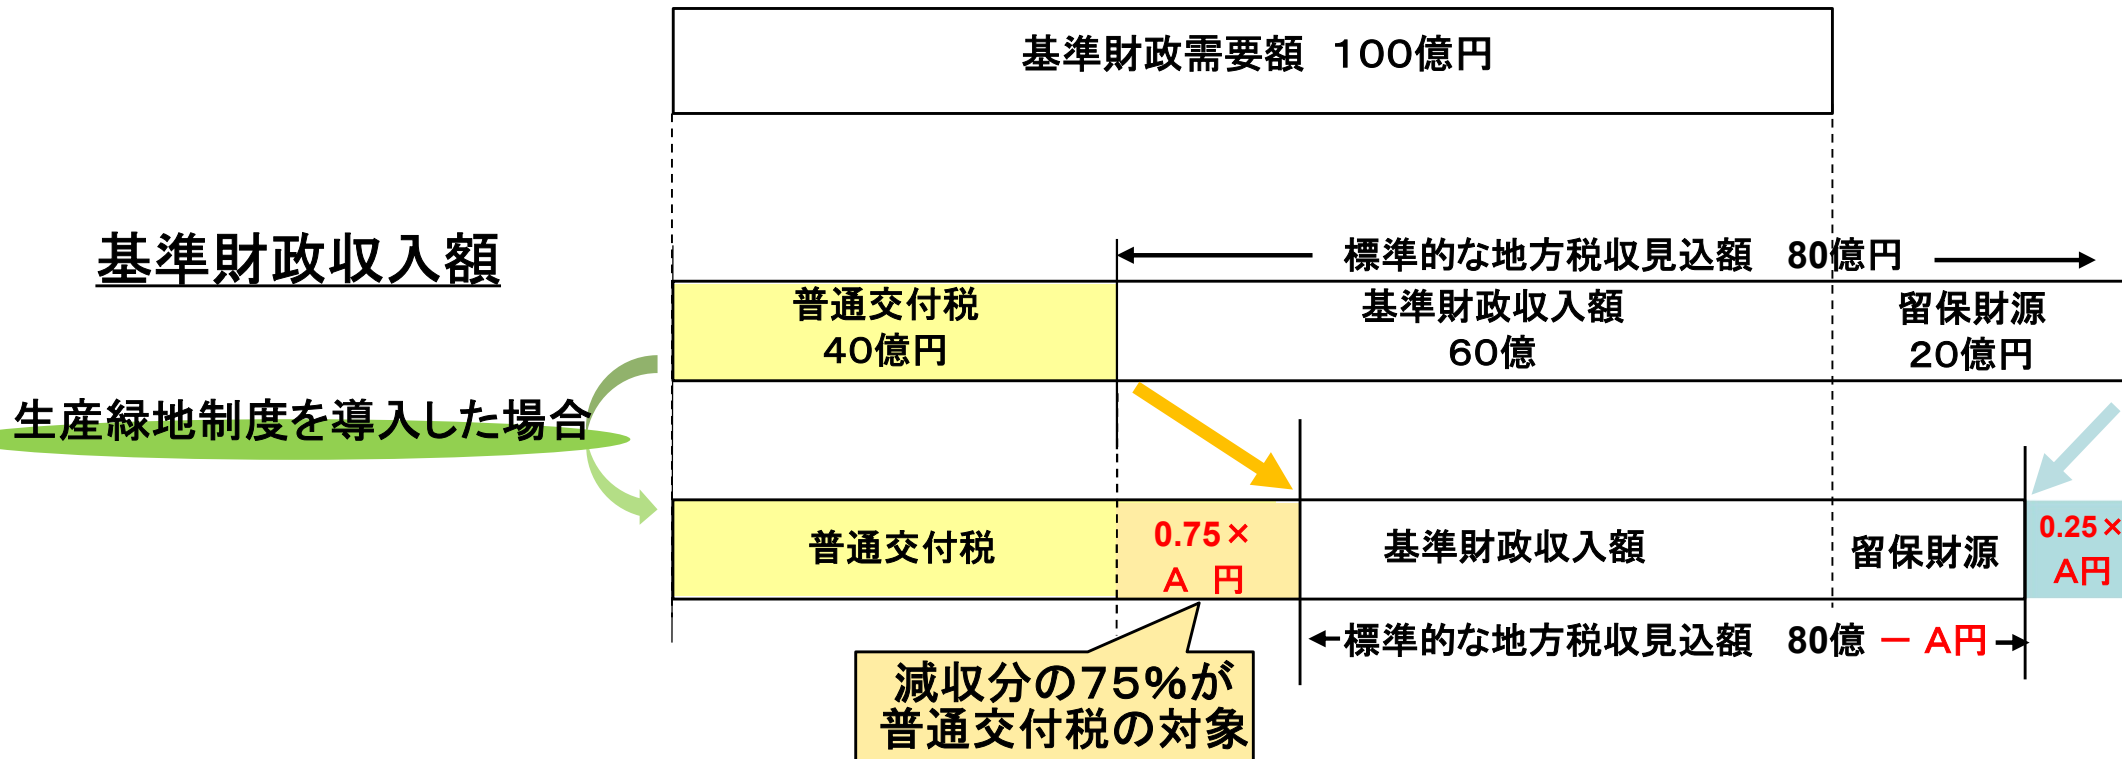 基準財政需要額　１００億円
基準財政収入額
標準的な地方税収見込額　80億円
普通交付税
４０億円
基準財政収入額
６０億
留保財源
２０億円
生産緑地制度を導入した場合
普通交付税
0.75×
Ａ　円
基準財政収入額
留保財源
0.25×
Ａ円
標準的な地方税収見込額　80億 － Ａ円
減収分の７５％が
普通交付税の対象